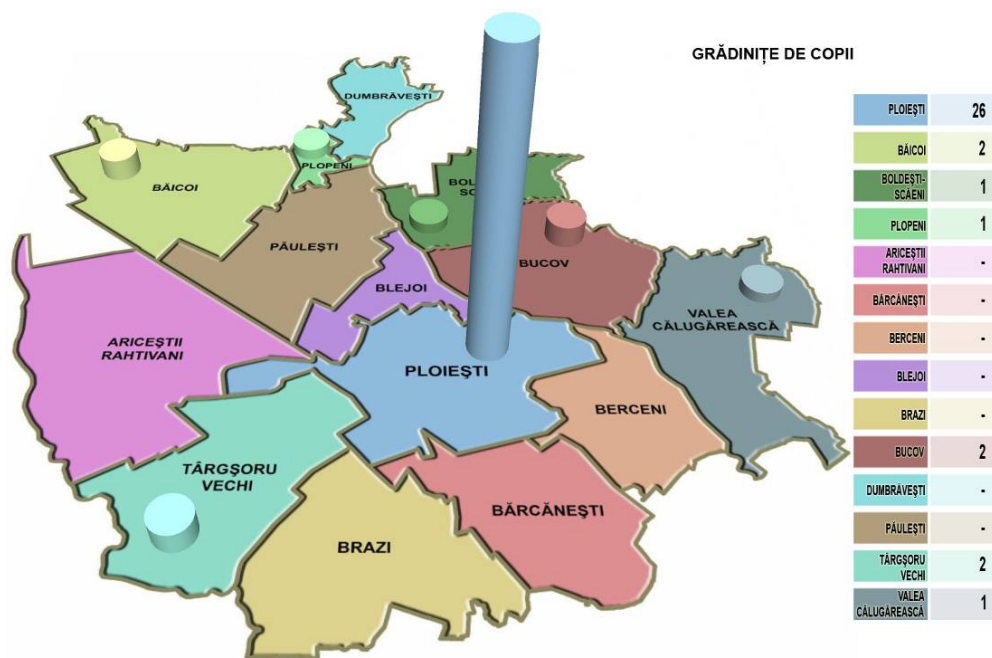 GRĂDINIȚE DE COPII
DUMBRĂVEȘTI
PLOPENI
BĂICOI
BOL
SC
PĂULEȘTI
BUCOV
BLEJOI
VALEA
CĂLUGĂREASCĂ
ARICEȘTII
RAHTIVANI
PLOIEȘTI
BERCENI
TÂRGȘORU
VECHI
BĂRCĂNEȘTI
BRAZI
PLOIEȘTI 26
BĂICOI 2
BOLDEȘTI-
SCĂENI 1
PLOPENI 1
ARICEȘTII
RAHTIVANI -
BĂRCĂNEȘTI -
BERCENI -
BLEJOI -
BRAZI -
BUCOV 2
DUMBRĂVEȘTI -
PĂULEȘTI -
TÂRGȘORU
VECHI 2
VALEA
CĂLUGĂREASCĂ 1